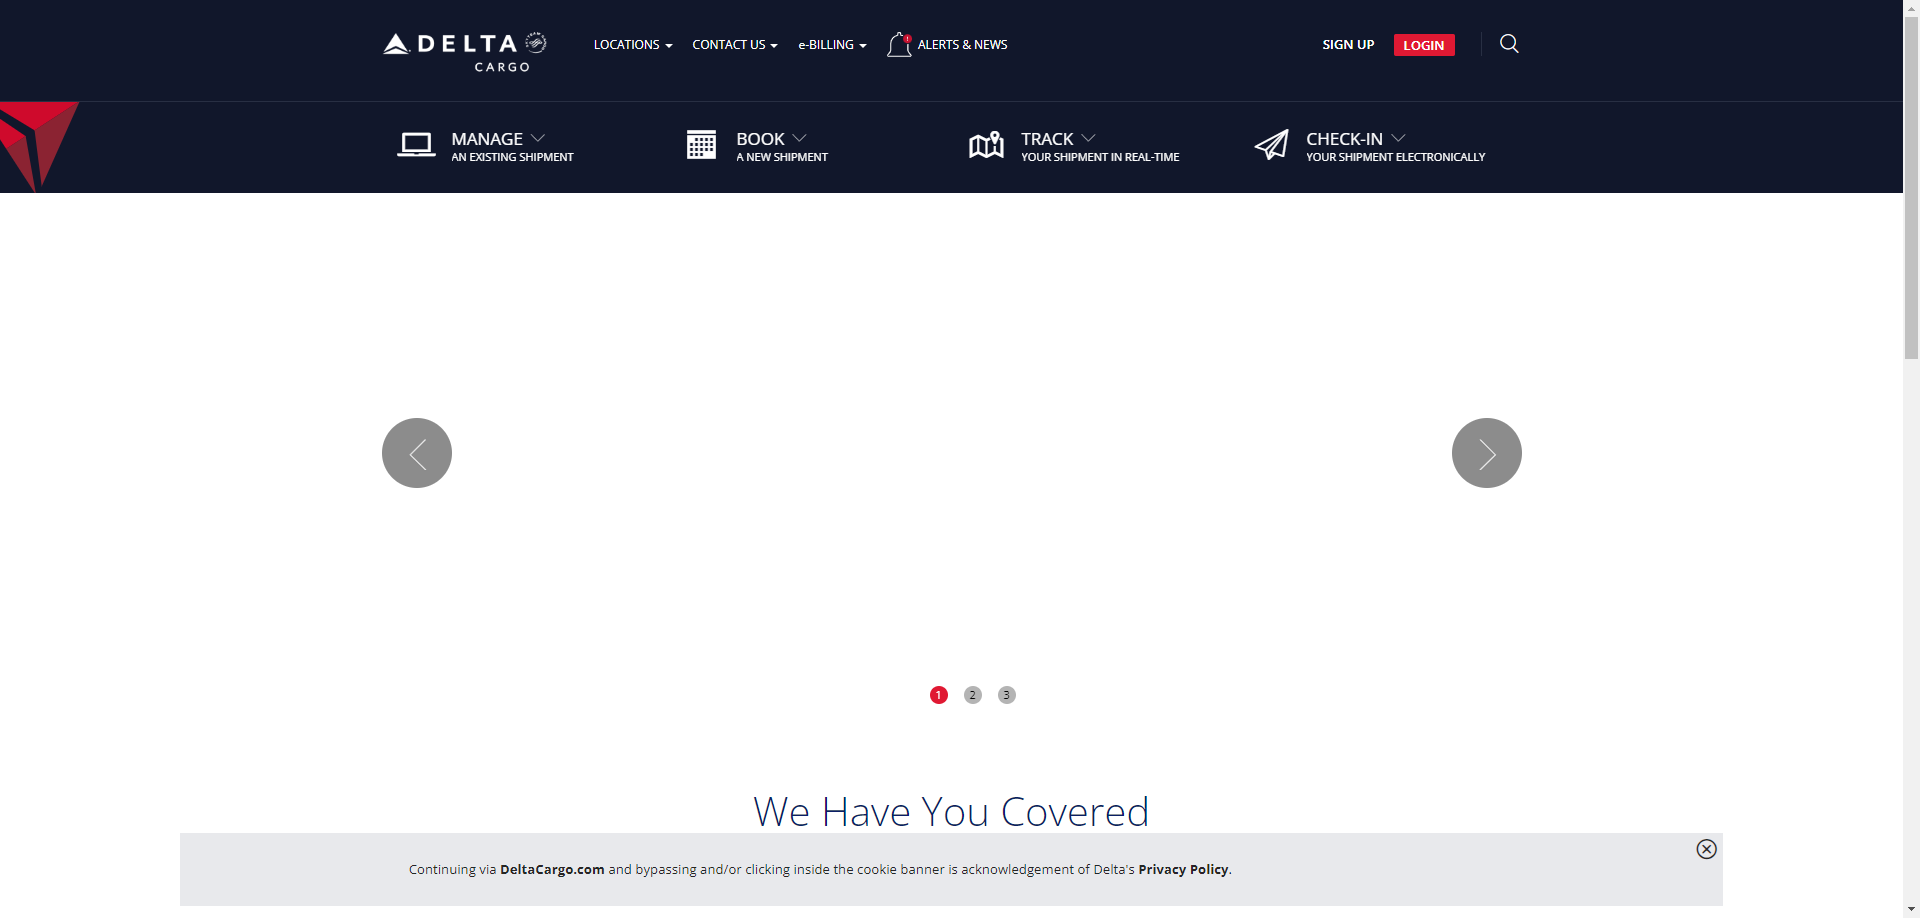 DELTA
CARGO
LOCATIONS
CONTACT US
e-BILLING
ALERTS & NEWS
SIGN UP
LOGIN
MANAGE
AN EXISTING SHIPMENT
BOOK
A NEW SHIPMENT
TRACK
YOUR SHIPMENT IN REAL-TIME
CHECK-IN
YOUR SHIPMENT ELECTRONICALLY
1 2 3
We Have You Covered
Continuing via DeltaCargo.com and bypassing and/or clicking inside the cookie banner is acknowledgement of Delta's Privacy Policy.